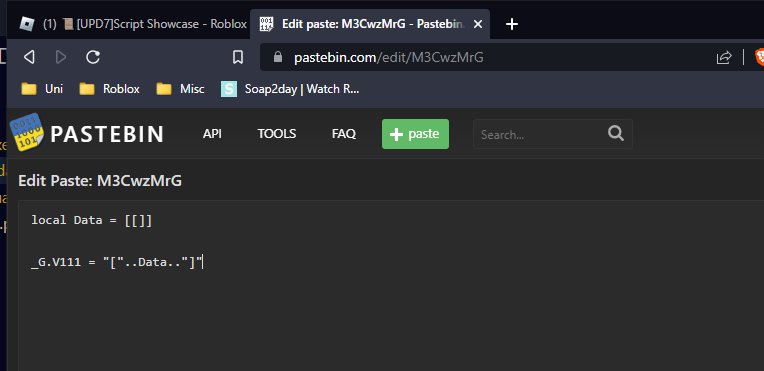 (1) 📜[UPD7]Script Showcase - Roblox
Edit paste: M3CwzMrG - Pastebin.
pastebin.com/edit/M3CwzMrG
Uni Roblox Misc S Soap2day | Watch R...
PASTEBIN API TOOLS FAQ + paste Search...
Edit Paste: M3CwzMrG
local Data = [[]]
_G.V111 = "["..Data.."]"